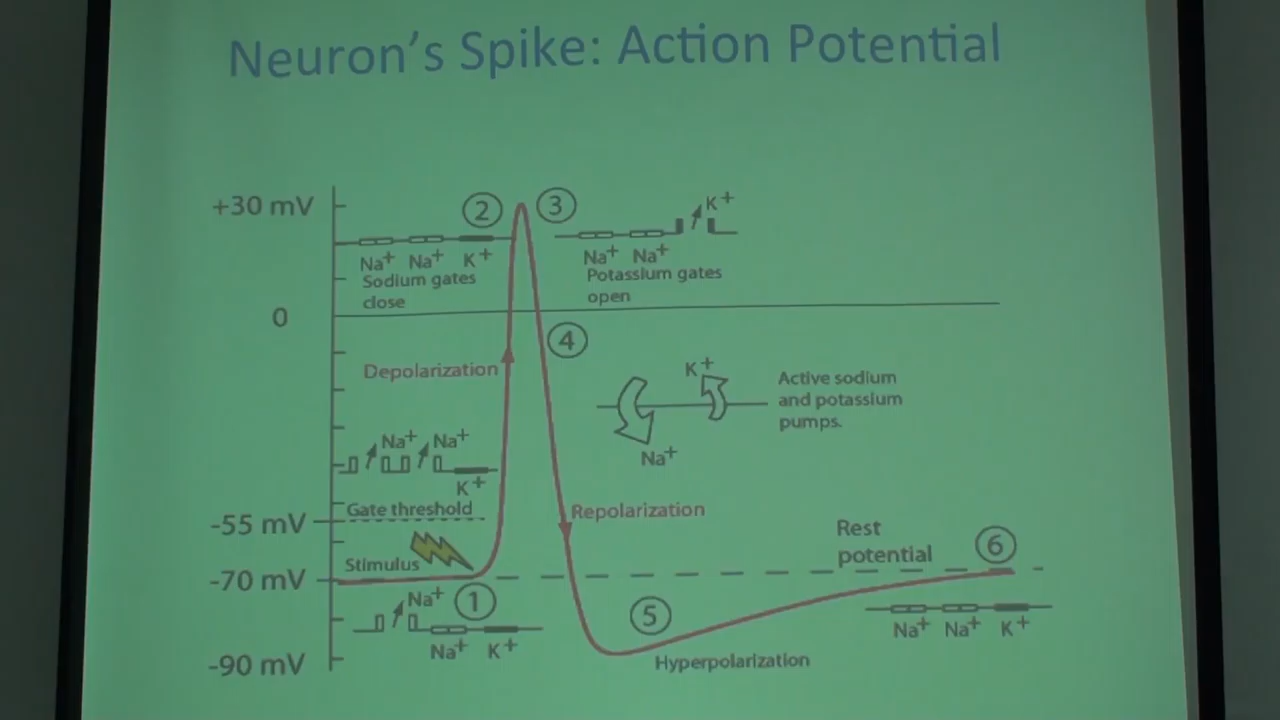 Neuron's Spike: Action Potential
+30 mV
0
-55 mV
-70 mV
-90 mV
2
3
K+
Na+ Na+ K+
Sodium gates
close
Na+ Na+
Potassium gates
open
4
Depolarization
K+
Active sodium
and potassium
pumps.
Na+
Na+ Na+
K+
Gate threshold
Repolarization
Stimulus
Rest
potential
6
Na+
1
Na+ K+
5
Hyperpolarization
Na+ Na+ K+